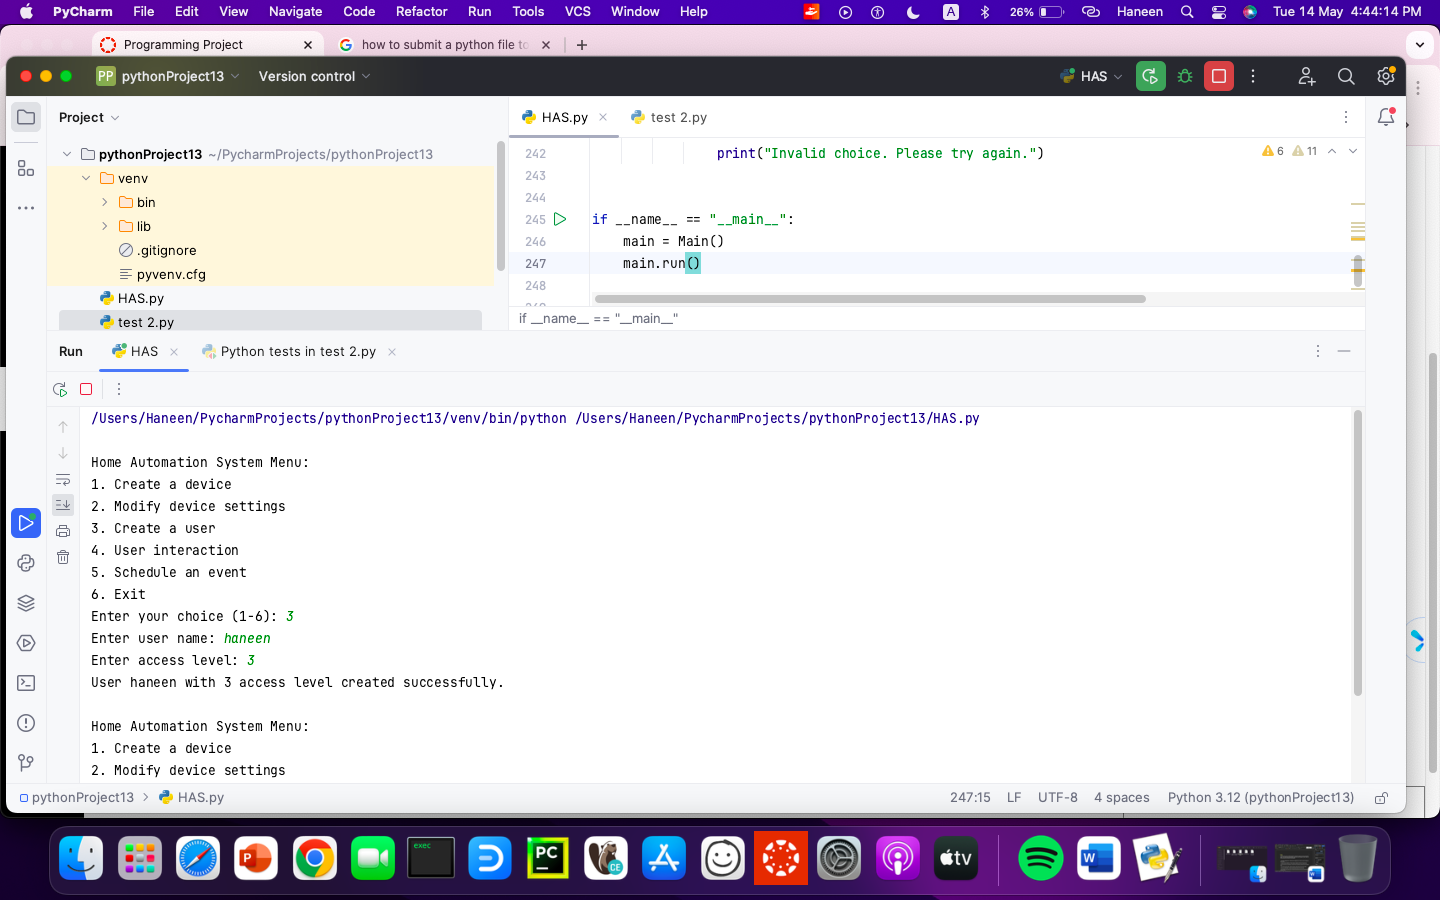 PyCharm File Edit View Navigate Code Refactor Run Tools VCS Window Help A 26% Haneen Tue 14 May 4:44:14 PM
Programming Project how to submit a python file to
PP pythonProject13 Version control HAS
Project
HAS.py test 2.py
pythonProject13 ~/PycharmProjects/pythonProject13
venv
bin
lib
.gitignore
pyvenv.cfg
HAS.py
test 2.py
242 print("Invalid choice. Please try again.") 6 11
243
244
245 if __name__ == "__main__":
246 main = Main()
247 main.run()
248
if __name__ == "__main__"
Run HAS Python tests in test 2.py
/Users/Haneen/PycharmProjects/pythonProject13/venv/bin/python /Users/Haneen/PycharmProjects/pythonProject13/HAS.py
Home Automation System Menu:
1. Create a device
2. Modify device settings
3. Create a user
4. User interaction
5. Schedule an event
6. Exit
Enter your choice (1-6): 3
Enter user name: haneen
Enter access level: 3
User haneen with 3 access level created successfully.
Home Automation System Menu:
1. Create a device
2. Modify device settings
pythonProject13 HAS.py 247:15 LF UTF-8 4 spaces Python 3.12 (pythonProject13)
exec
PC
CE
tv
W